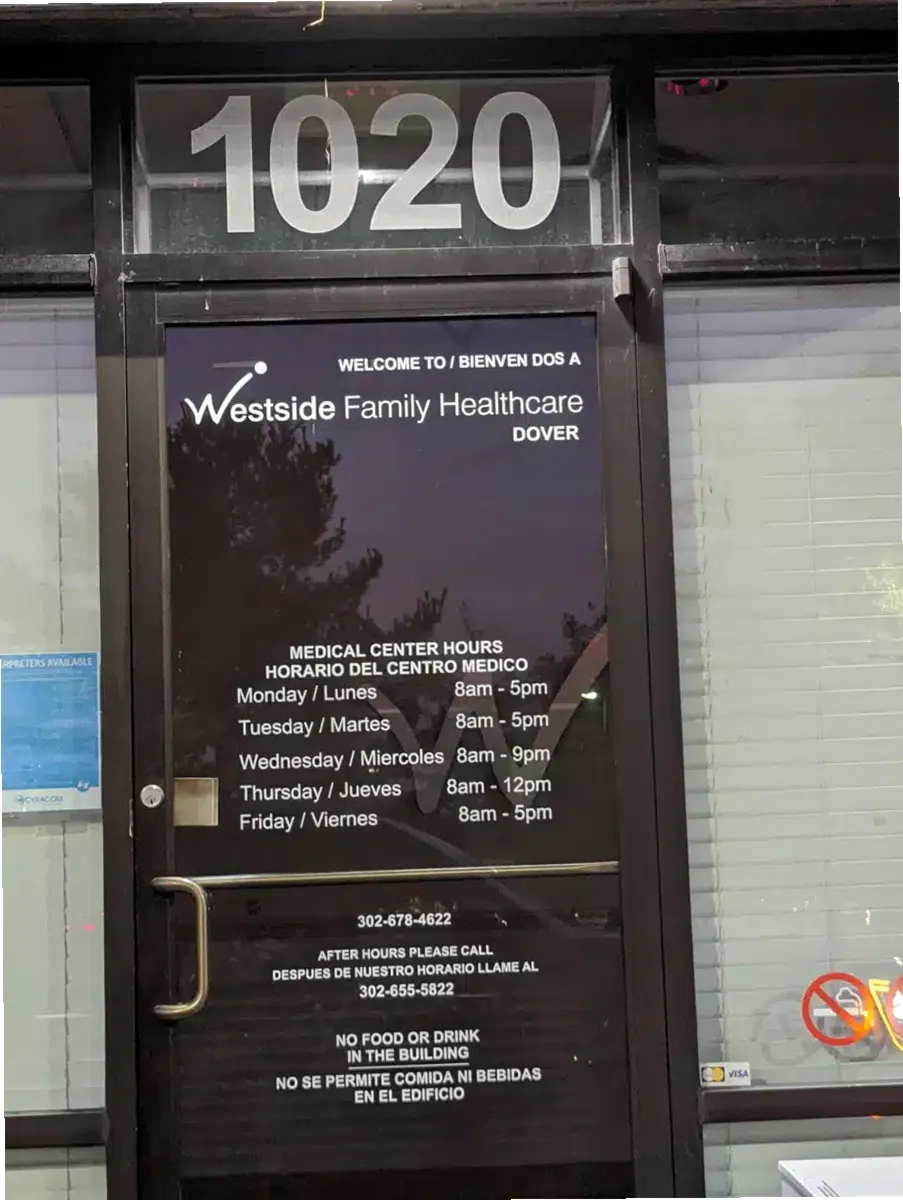 1020
WELCOME TO / BIENVEN DOS A
Westside Family Healthcare
DOVER
MEDICAL CENTER HOURS
HORARIO DEL CENTRO MEDICO
Monday / Lunes 8am - 5pm
Tuesday / Martes 8am - 5pm
Wednesday / Miercoles 8am - 9pm
Thursday / Jueves 8am - 12pm
Friday / Viernes 8am - 5pm
302-678-4622
AFTER HOURS PLEASE CALL
DESPUES DE NUESTRO HORARIO LLAME AL
302-655-5822
NO FOOD OR DRINK
IN THE BUILDING
NO SE PERMITE COMIDA NI BEBIDAS
EN EL EDIFICIO
RPRETERS AVAILABLE
CYRACOM
VISA